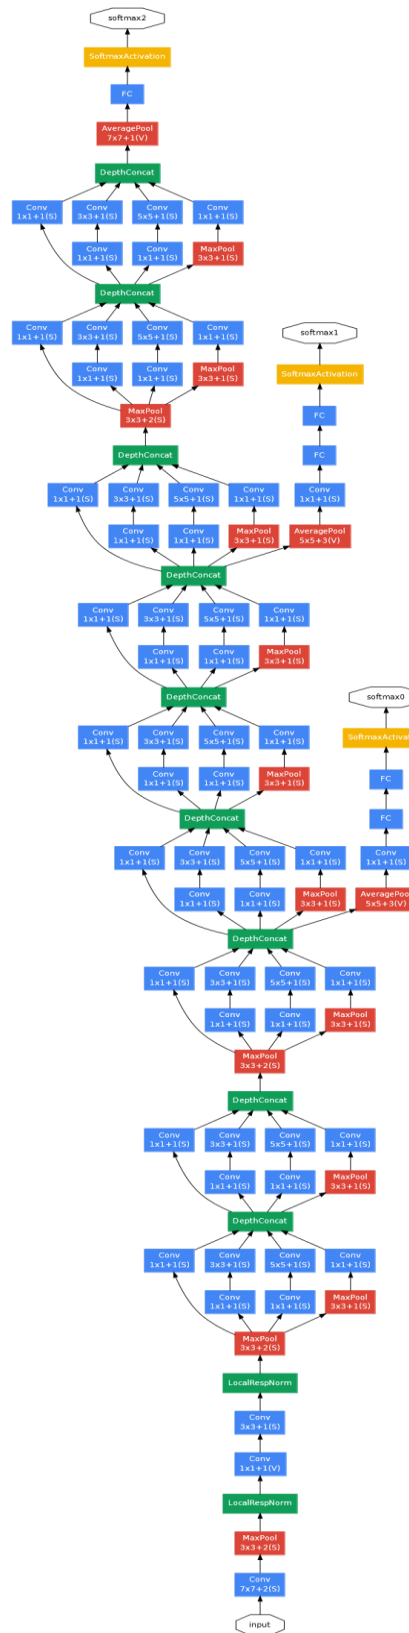 softmax2
SoftmaxActivation
FC
AveragePool
7x7+1(V)
DepthConcat
Conv Conv Conv Conv
1x1+1(S) 3x3+1(S) 5x5+1(S) 1x1+1(S)
Conv Conv MaxPool
1x1+1(S) 1x1+1(S) 3x3+1(S)
DepthConcat
Conv Conv Conv Conv
1x1+1(S) 3x3+1(S) 5x5+1(S) 1x1+1(S)
softmax1
Conv Conv MaxPool SoftmaxActivation
1x1+1(S) 1x1+1(S) 3x3+1(S)
MaxPool FC
3x3+2(S)
DepthConcat FC
Conv Conv Conv Conv Conv
1x1+1(S) 3x3+1(S) 5x5+1(S) 1x1+1(S) 1x1+1(S)
Conv Conv MaxPool AveragePool
1x1+1(S) 1x1+1(S) 3x3+1(S) 5x5+3(V)
DepthConcat
Conv Conv Conv Conv
1x1+1(S) 3x3+1(S) 5x5+1(S) 1x1+1(S)
Conv Conv MaxPool
1x1+1(S) 1x1+1(S) 3x3+1(S)
DepthConcat softmax0
Conv Conv Conv Conv SoftmaxActivat
1x1+1(S) 3x3+1(S) 5x5+1(S) 1x1+1(S)
Conv Conv MaxPool FC
1x1+1(S) 1x1+1(S) 3x3+1(S)
DepthConcat FC
Conv Conv Conv Conv Conv
1x1+1(S) 3x3+1(S) 5x5+1(S) 1x1+1(S) 1x1+1(S)
Conv Conv MaxPool AveragePool
1x1+1(S) 1x1+1(S) 3x3+1(S) 5x5+3(V)
DepthConcat
Conv Conv Conv Conv
1x1+1(S) 3x3+1(S) 5x5+1(S) 1x1+1(S)
Conv Conv MaxPool
1x1+1(S) 1x1+1(S) 3x3+1(S)
MaxPool
3x3+2(S)
DepthConcat
Conv Conv Conv Conv
1x1+1(S) 3x3+1(S) 5x5+1(S) 1x1+1(S)
Conv Conv MaxPool
1x1+1(S) 1x1+1(S) 3x3+1(S)
DepthConcat
Conv Conv Conv Conv
1x1+1(S) 3x3+1(S) 5x5+1(S) 1x1+1(S)
Conv Conv MaxPool
1x1+1(S) 1x1+1(S) 3x3+1(S)
MaxPool
3x3+2(S)
LocalRespNorm
Conv
3x3+1(S)
Conv
1x1+1(V)
LocalRespNorm
MaxPool
3x3+2(S)
Conv
7x7+2(S)
input